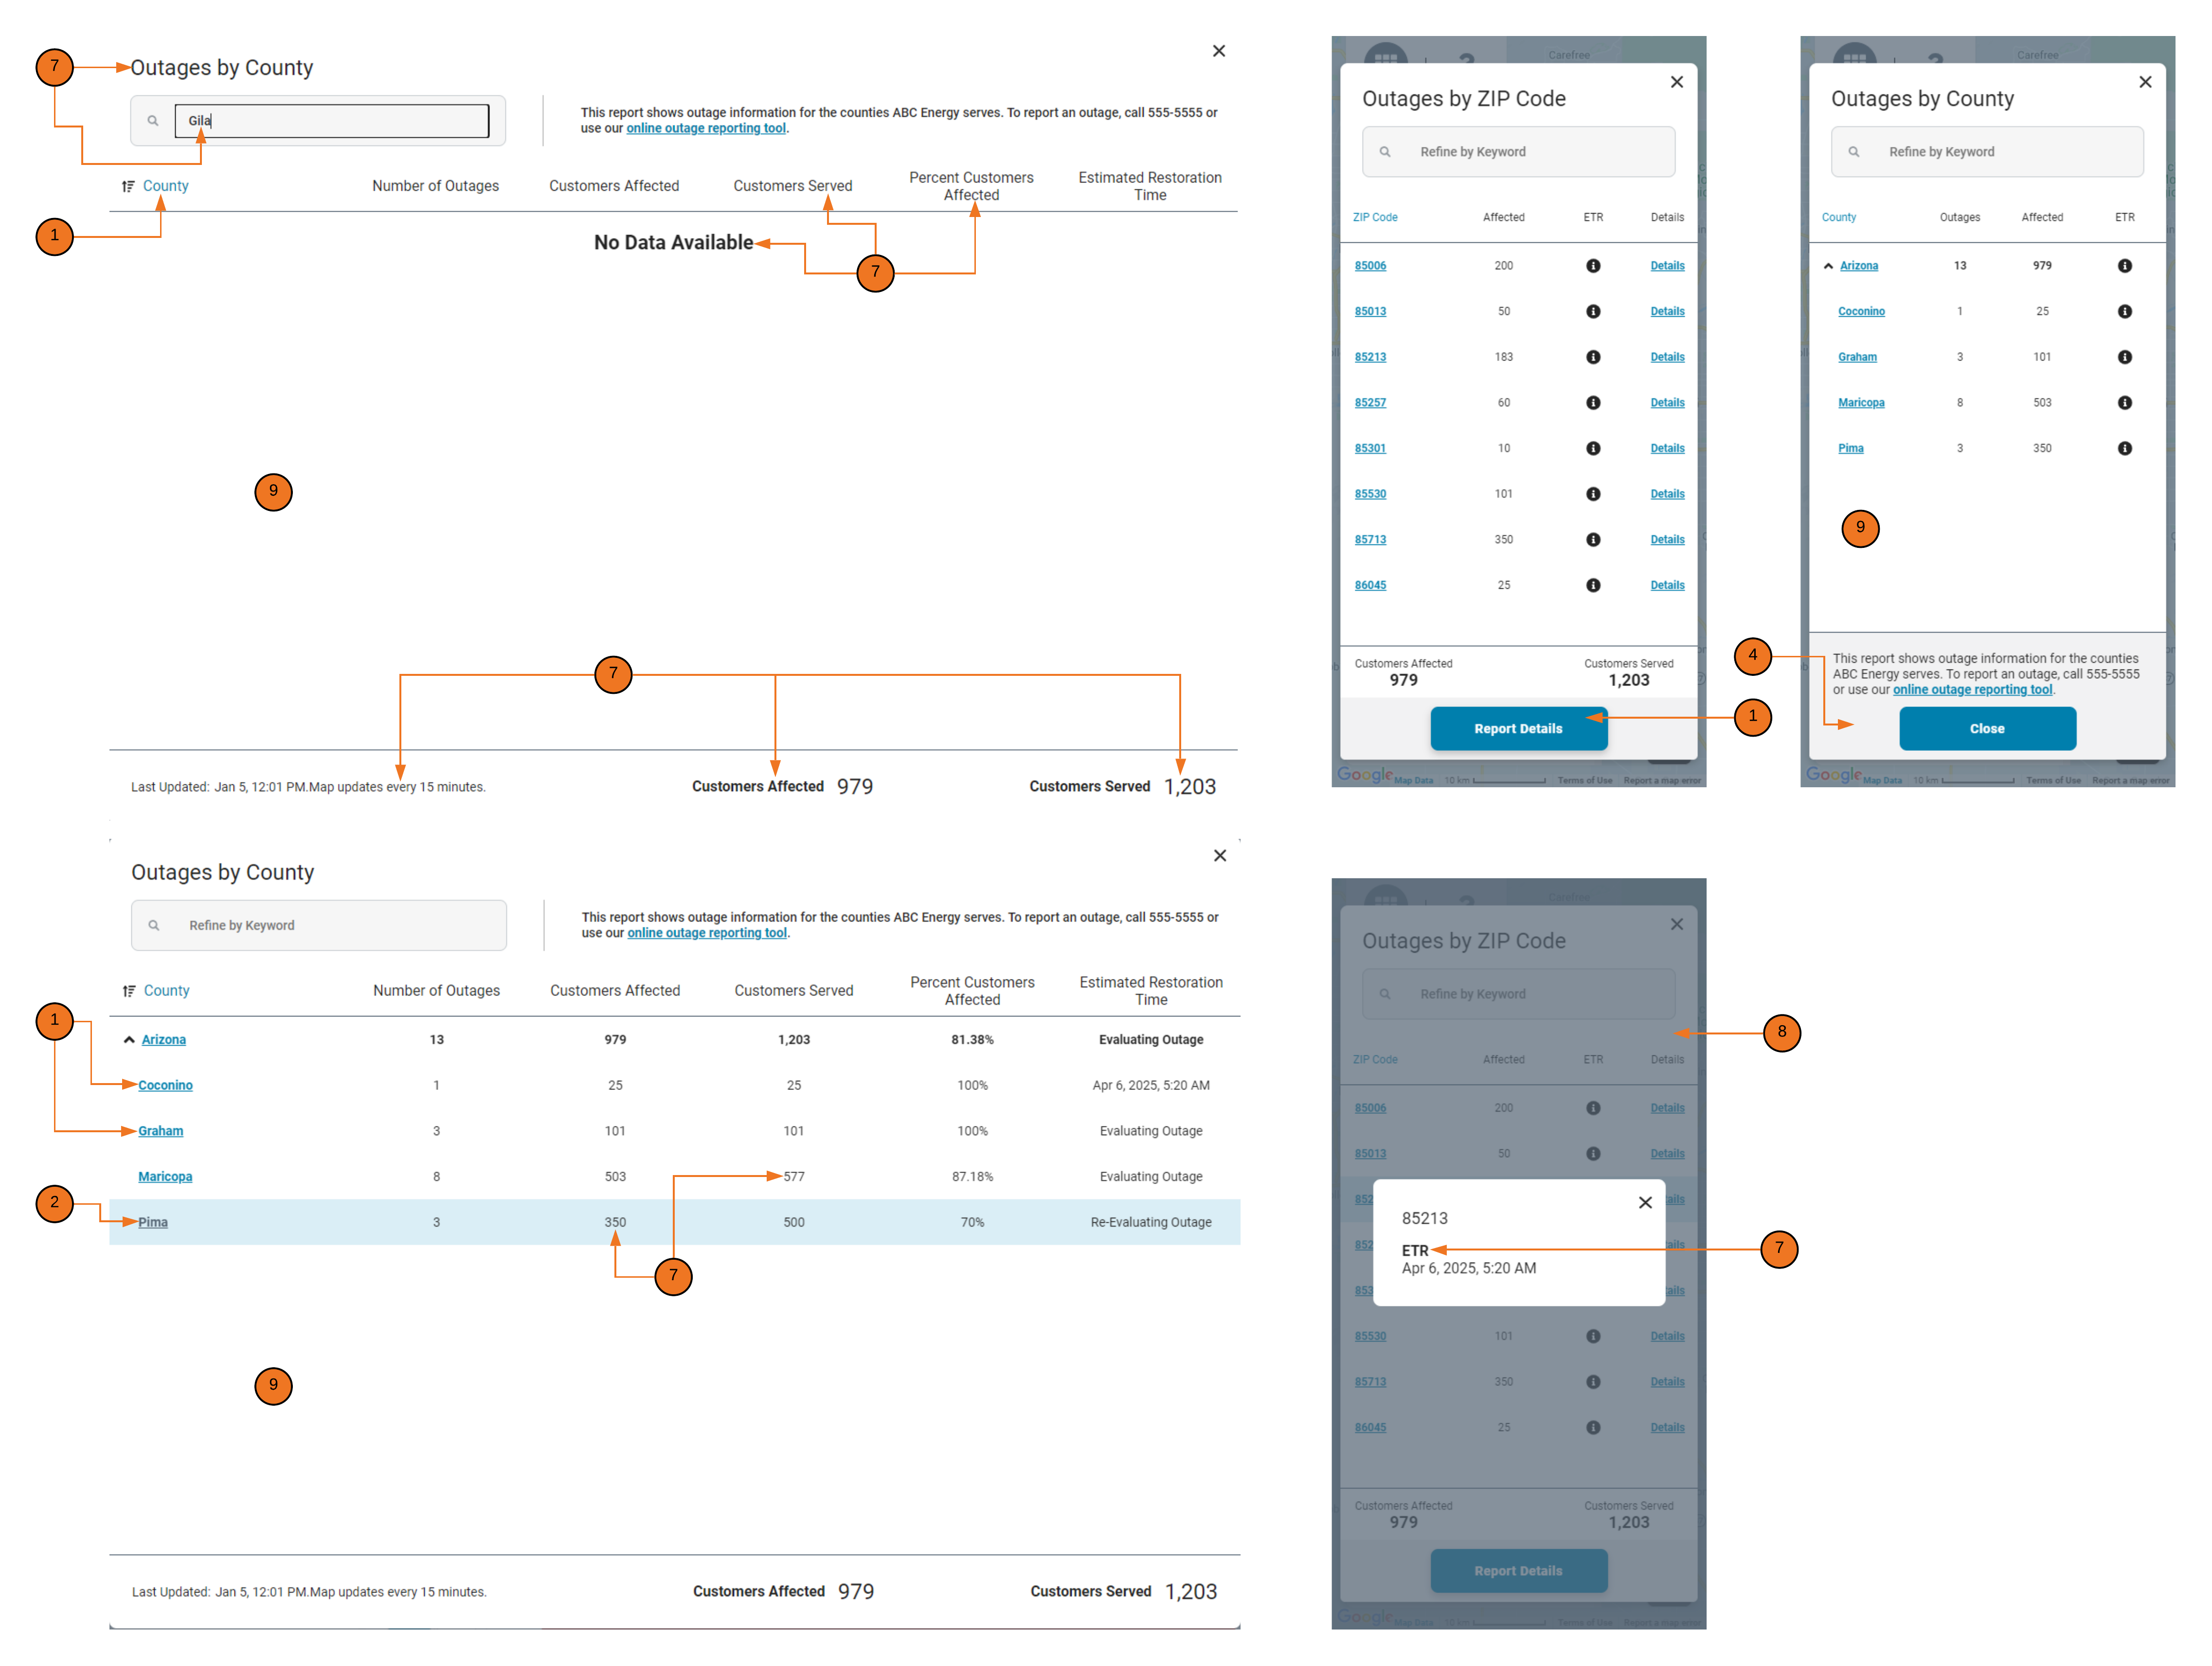 7
Outages by County
Gila
This report shows outage information for the counties ABC Energy serves. To report an outage, call 555-5555 or
use our online outage reporting tool.
County
Number of Outages
Customers Affected
Customers Served
Percent Customers
Affected
Estimated Restoration
Time
1
No Data Available
7
9
7
Last Updated: Jan 5, 12:01 PM.Map updates every 15 minutes.
Customers Affected 979
Customers Served 1,203
Outages by County
Refine by Keyword
This report shows outage information for the counties ABC Energy serves. To report an outage, call 555-5555 or
use our online outage reporting tool.
County
Number of Outages
Customers Affected
Customers Served
Percent Customers
Affected
Estimated Restoration
Time
1
Arizona 13 979 1,203 81.38% Evaluating Outage
Coconino 1 25 25 100% Apr 6, 2025, 5:20 AM
Graham 3 101 101 100% Evaluating Outage
Maricopa 8 503 577 87.18% Evaluating Outage
2
Pima 3 350 500 70% Re-Evaluating Outage
7
9
Last Updated: Jan 5, 12:01 PM.Map updates every 15 minutes.
Customers Affected 979
Customers Served 1,203
Carefree
Outages by ZIP Code
Refine by Keyword
ZIP Code Affected ETR Details
85006 200 Details
85013 50 Details
85213 183 Details
85257 60 Details
85301 10 Details
85530 101 Details
85713 350 Details
86045 25 Details
Customers Affected
979
Customers Served
1,203
Report Details
1
Google Map Data 10 km Terms of Use Report a map error
Carefree
Outages by County
Refine by Keyword
County Outages Affected ETR
Arizona 13 979
Coconino 1 25
Graham 3 101
Maricopa 8 503
Pima 3 350
9
4
This report shows outage information for the counties
ABC Energy serves. To report an outage, call 555-5555
or use our online outage reporting tool.
Close
Google Map Data 10 km Terms of Use Report a map error
Carefree
Outages by ZIP Code
Refine by Keyword
8
ZIP Code Affected ETR Details
85006 200 Details
85013 50 Details
852 ails
85213
852 ails
ETR
7
Apr 6, 2025, 5:20 AM
853 ails
85530 101 Details
85713 350 Details
86045 25 Details
Customers Affected
979
Customers Served
1,203
Report Details
Google Map Data 10 km Terms of Use Report a map error